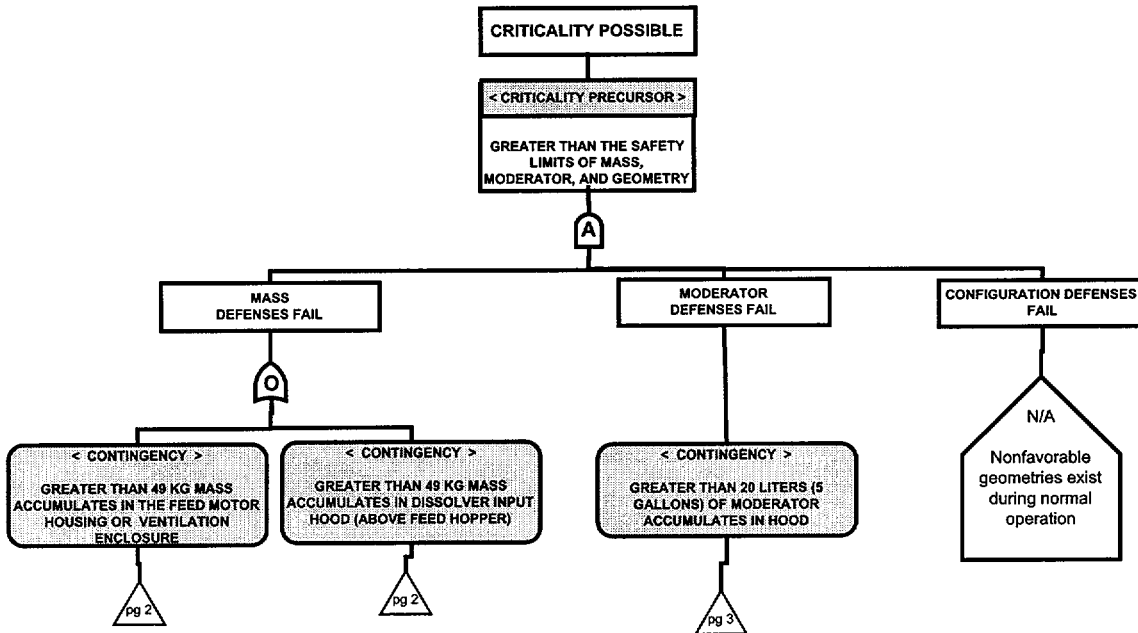 CRITICALITY POSSIBLE
< CRITICALITY PRECURSOR >
GREATER THAN THE SAFETY
LIMITS OF MASS,
MODERATOR, AND GEOMETRY
A
MASS
DEFENSES FAIL
MODERATOR
DEFENSES FAIL
CONFIGURATION DEFENSES
FAIL
O
< CONTINGENCY >
GREATER THAN 49 KG MASS
ACCUMULATES IN THE FEED MOTOR
HOUSING OR VENTILATION
ENCLOSURE
< CONTINGENCY >
GREATER THAN 49 KG MASS
ACCUMULATES IN DISSOLVER INPUT
HOOD (ABOVE FEED HOPPER)
< CONTINGENCY >
GREATER THAN 20 LITERS (5
GALLONS) OF MODERATOR
ACCUMULATES IN HOOD
N/A
Nonfavorable
geometries exist
during normal
operation
pg 2
pg 2
pg 3